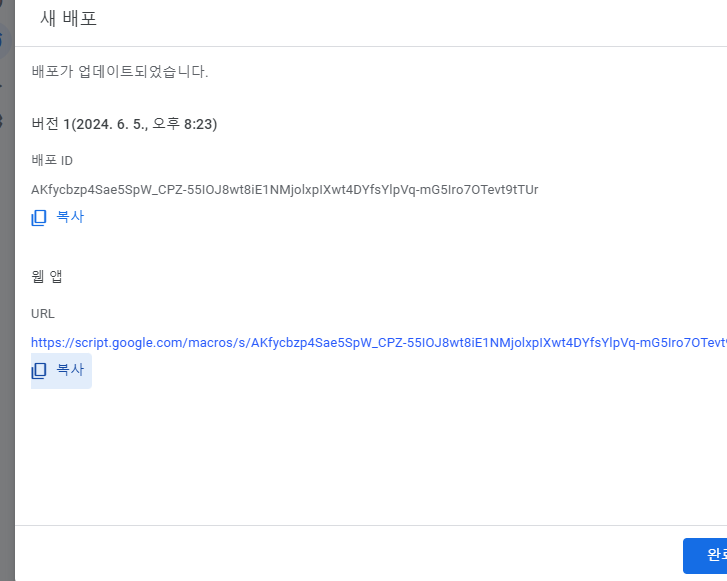 새 배포
배포가 업데이트되었습니다.
버전 1(2024. 6. 5., 오후 8:23)
배포 ID
AKfycbzp4Sae5SpW_CPZ-55IOJ8wt8iE1NMjolxpIXwt4DYfsYlpVq-mG5Iro7OTevt9tTUr
복사
웹 앱
URL
https://script.google.com/macros/s/AKfycbzp4Sae5SpW_CPZ-55IOJ8wt8iE1NMjolxpIXwt4DYfsYlpVq-mG5Iro7OTevt
복사
완료